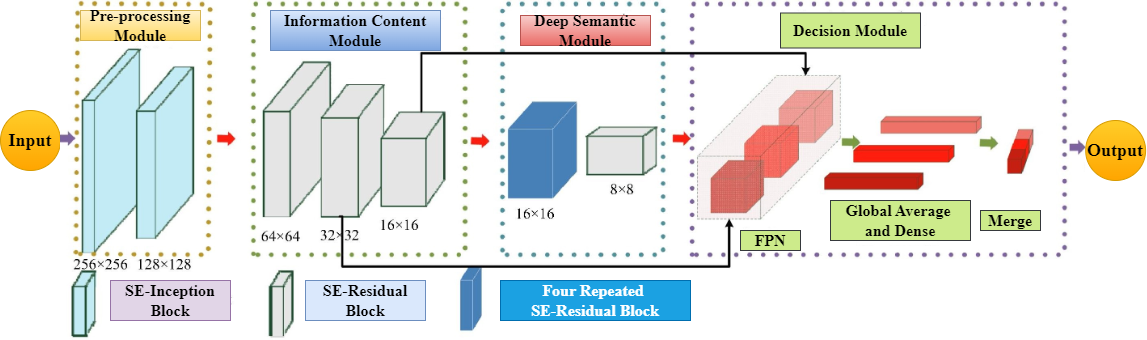 Pre-processing
Module
Information Content
Module
Deep Semantic
Module
Decision Module
Input
Output
256×256
128×128
64×64
32×32
16×16
16×16
8×8
FPN
Global Average
and Dense
Merge
SE-Inception
Block
SE-Residual
Block
Four Repeated
SE-Residual Block